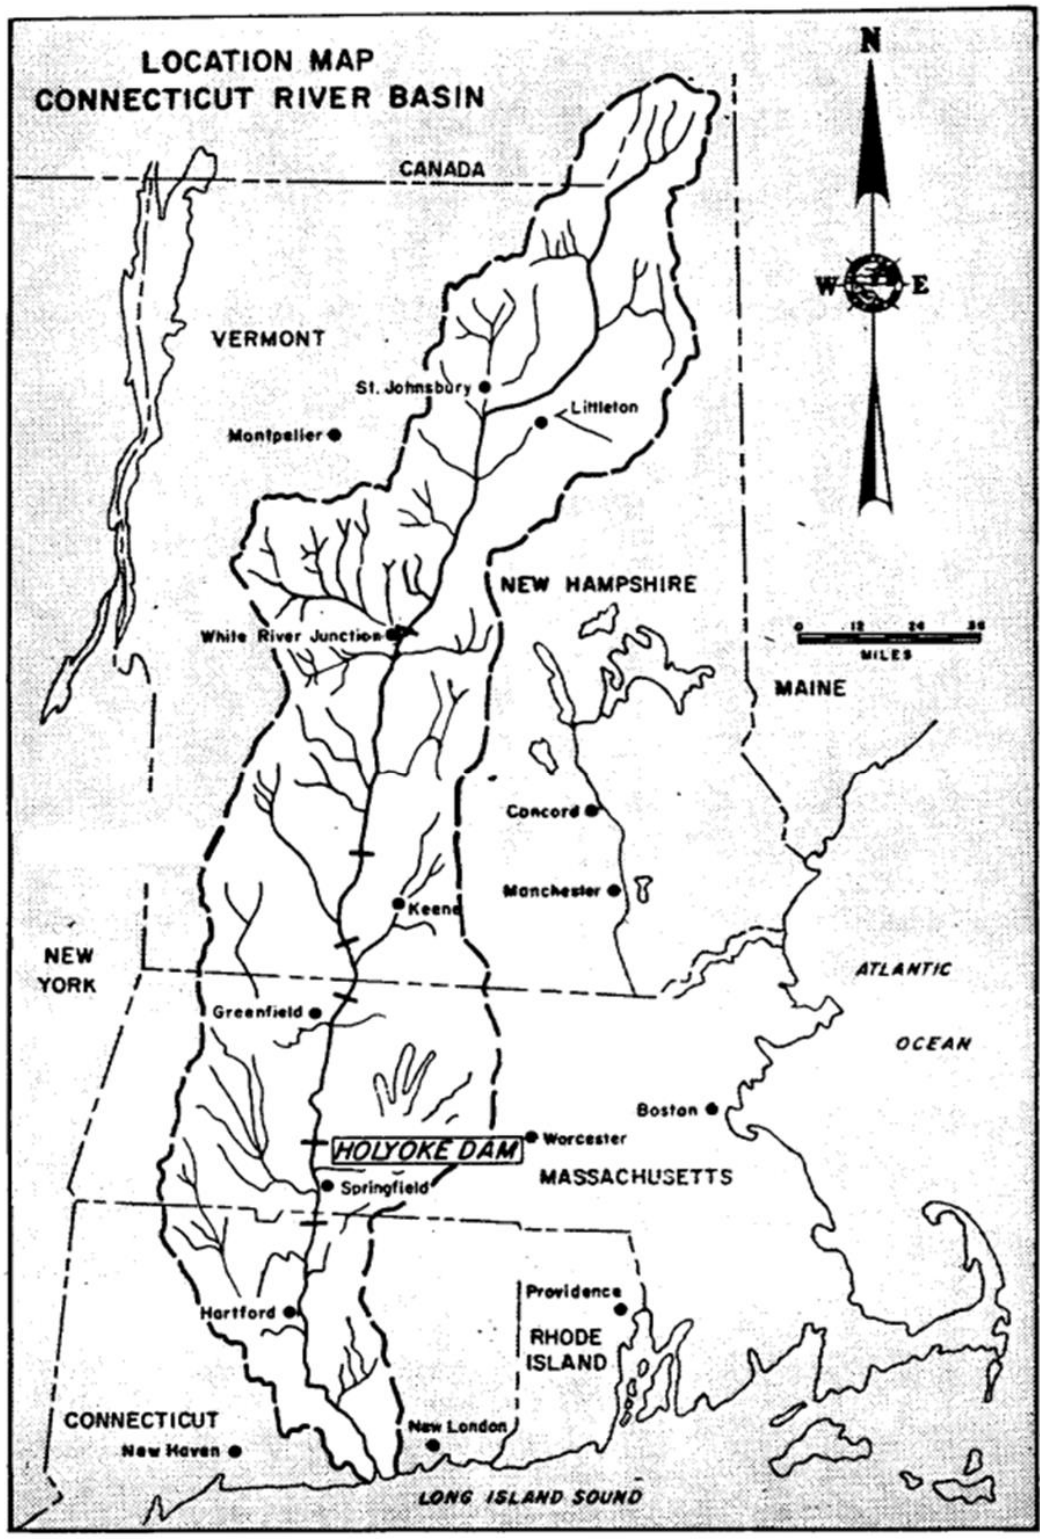 LOCATION MAP
CONNECTICUT RIVER BASIN
N
CANADA
W
E
VERMONT
St. Johnsbury
Littleton
Montpelier
NEW HAMPSHIRE
0 12 24 36
MILES
White River Junction
MAINE
Concord
Manchester
Keene
NEW
YORK
ATLANTIC
OCEAN
Greenfield
Boston
HOLYOKE DAM
Worcester
MASSACHUSETTS
Springfield
Providence
Hartford
RHODE
ISLAND
CONNECTICUT
New London
New Haven
LONG ISLAND SOUND